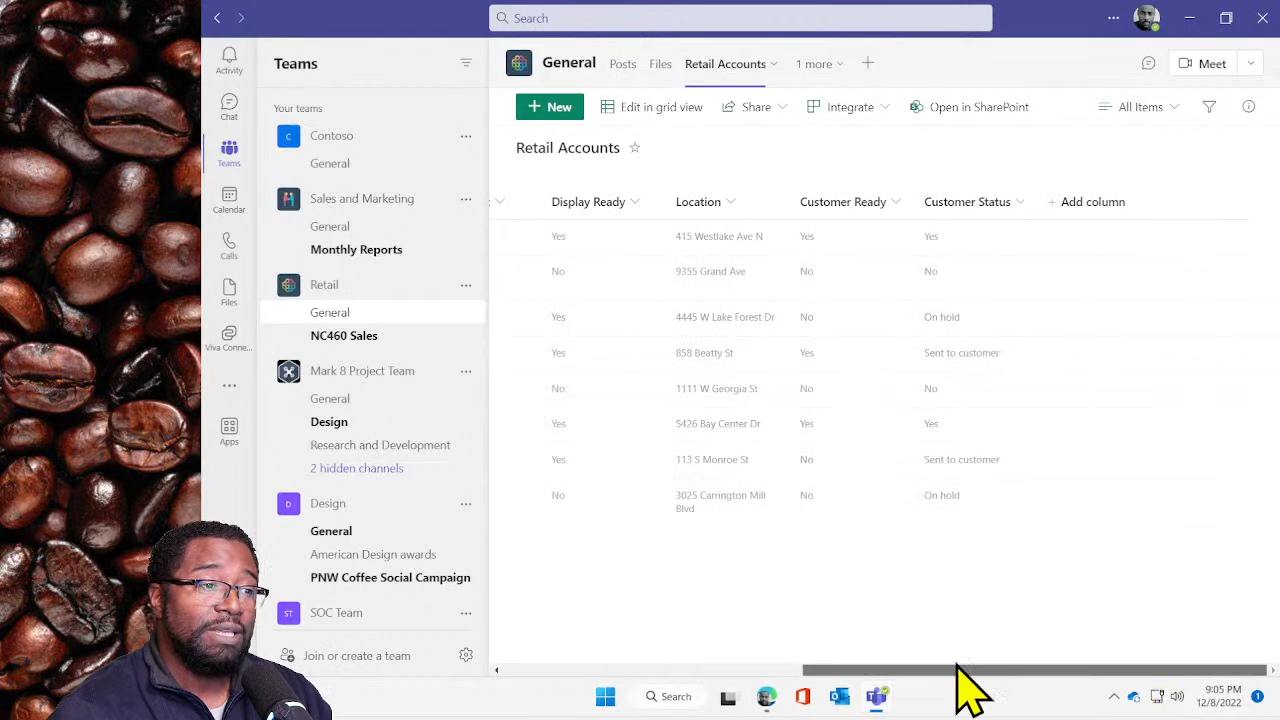 Search
Activity
Chat
Teams
Calendar
Calls
Files
Viva Conne...
Apps
Teams
Your teams
C
Contoso
General
Sales and Marketing
General
Monthly Reports
Retail
General
NC460 Sales
Mark 8 Project Team
General
Design
Research and Development
2 hidden channels
D
Design
General
American Design awards
PNW Coffee Social Campaign
ST
SOC Team
Join or create a team
General Posts Files Retail Accounts 1 more
Meet
New Edit in grid view Share Integrate Open in SharePoint All Items
Retail Accounts
Display Ready Location Customer Ready Customer Status Add column
Yes 415 Westlake Ave N Yes Yes
No 9355 Grand Ave No No
Yes 4445 W Lake Forest Dr No On hold
Yes 858 Beatty St Yes Sent to customer
No 1111 W Georgia St No No
Yes 5426 Bay Center Dr Yes Yes
Yes 113 S Monroe St No Sent to customer
No 3025 Carrington Mill No On hold
Blvd
Search
9:05 PM
12/8/2022
1